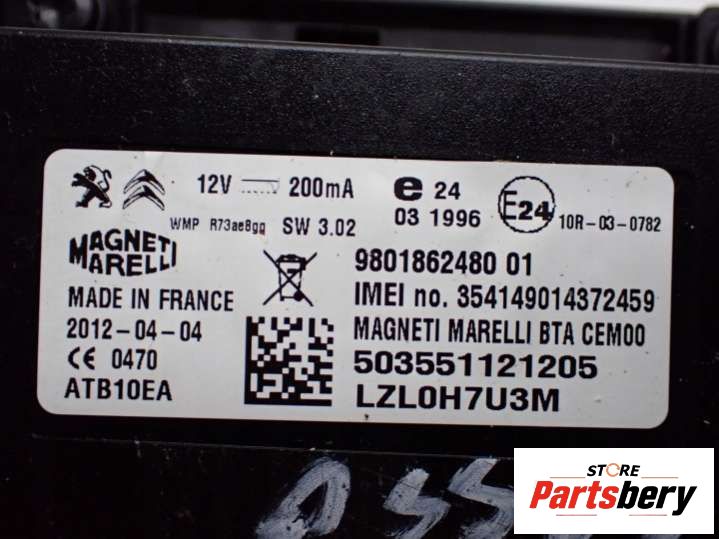 12V 200mA
e 24
03 1996
E24
10R-03-0782
WMP R73ae8gq SW 3.02
MAGNETI
MARELLI
9801862480 01
MADE IN FRANCE
IMEI no. 354149014372459
2012-04-04
MAGNETI MARELLI BTA CEM00
CE 0470
503551121205
ATB10EA
LZL0H7U3M
STORE
Partsbery